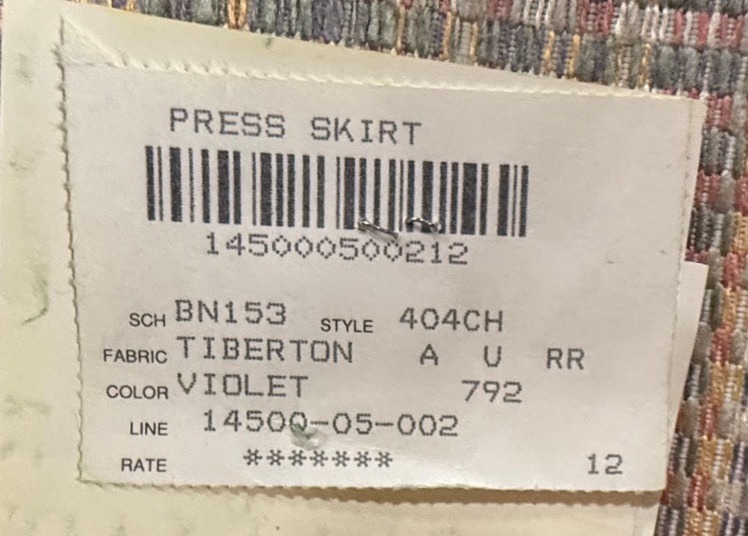 PRESS SKIRT
145000500212
SCH BN153 STYLE 404CH
FABRIC TIBERTON A U RR
COLOR VIOLET 792
LINE 14500-05-002
RATE ******* 12